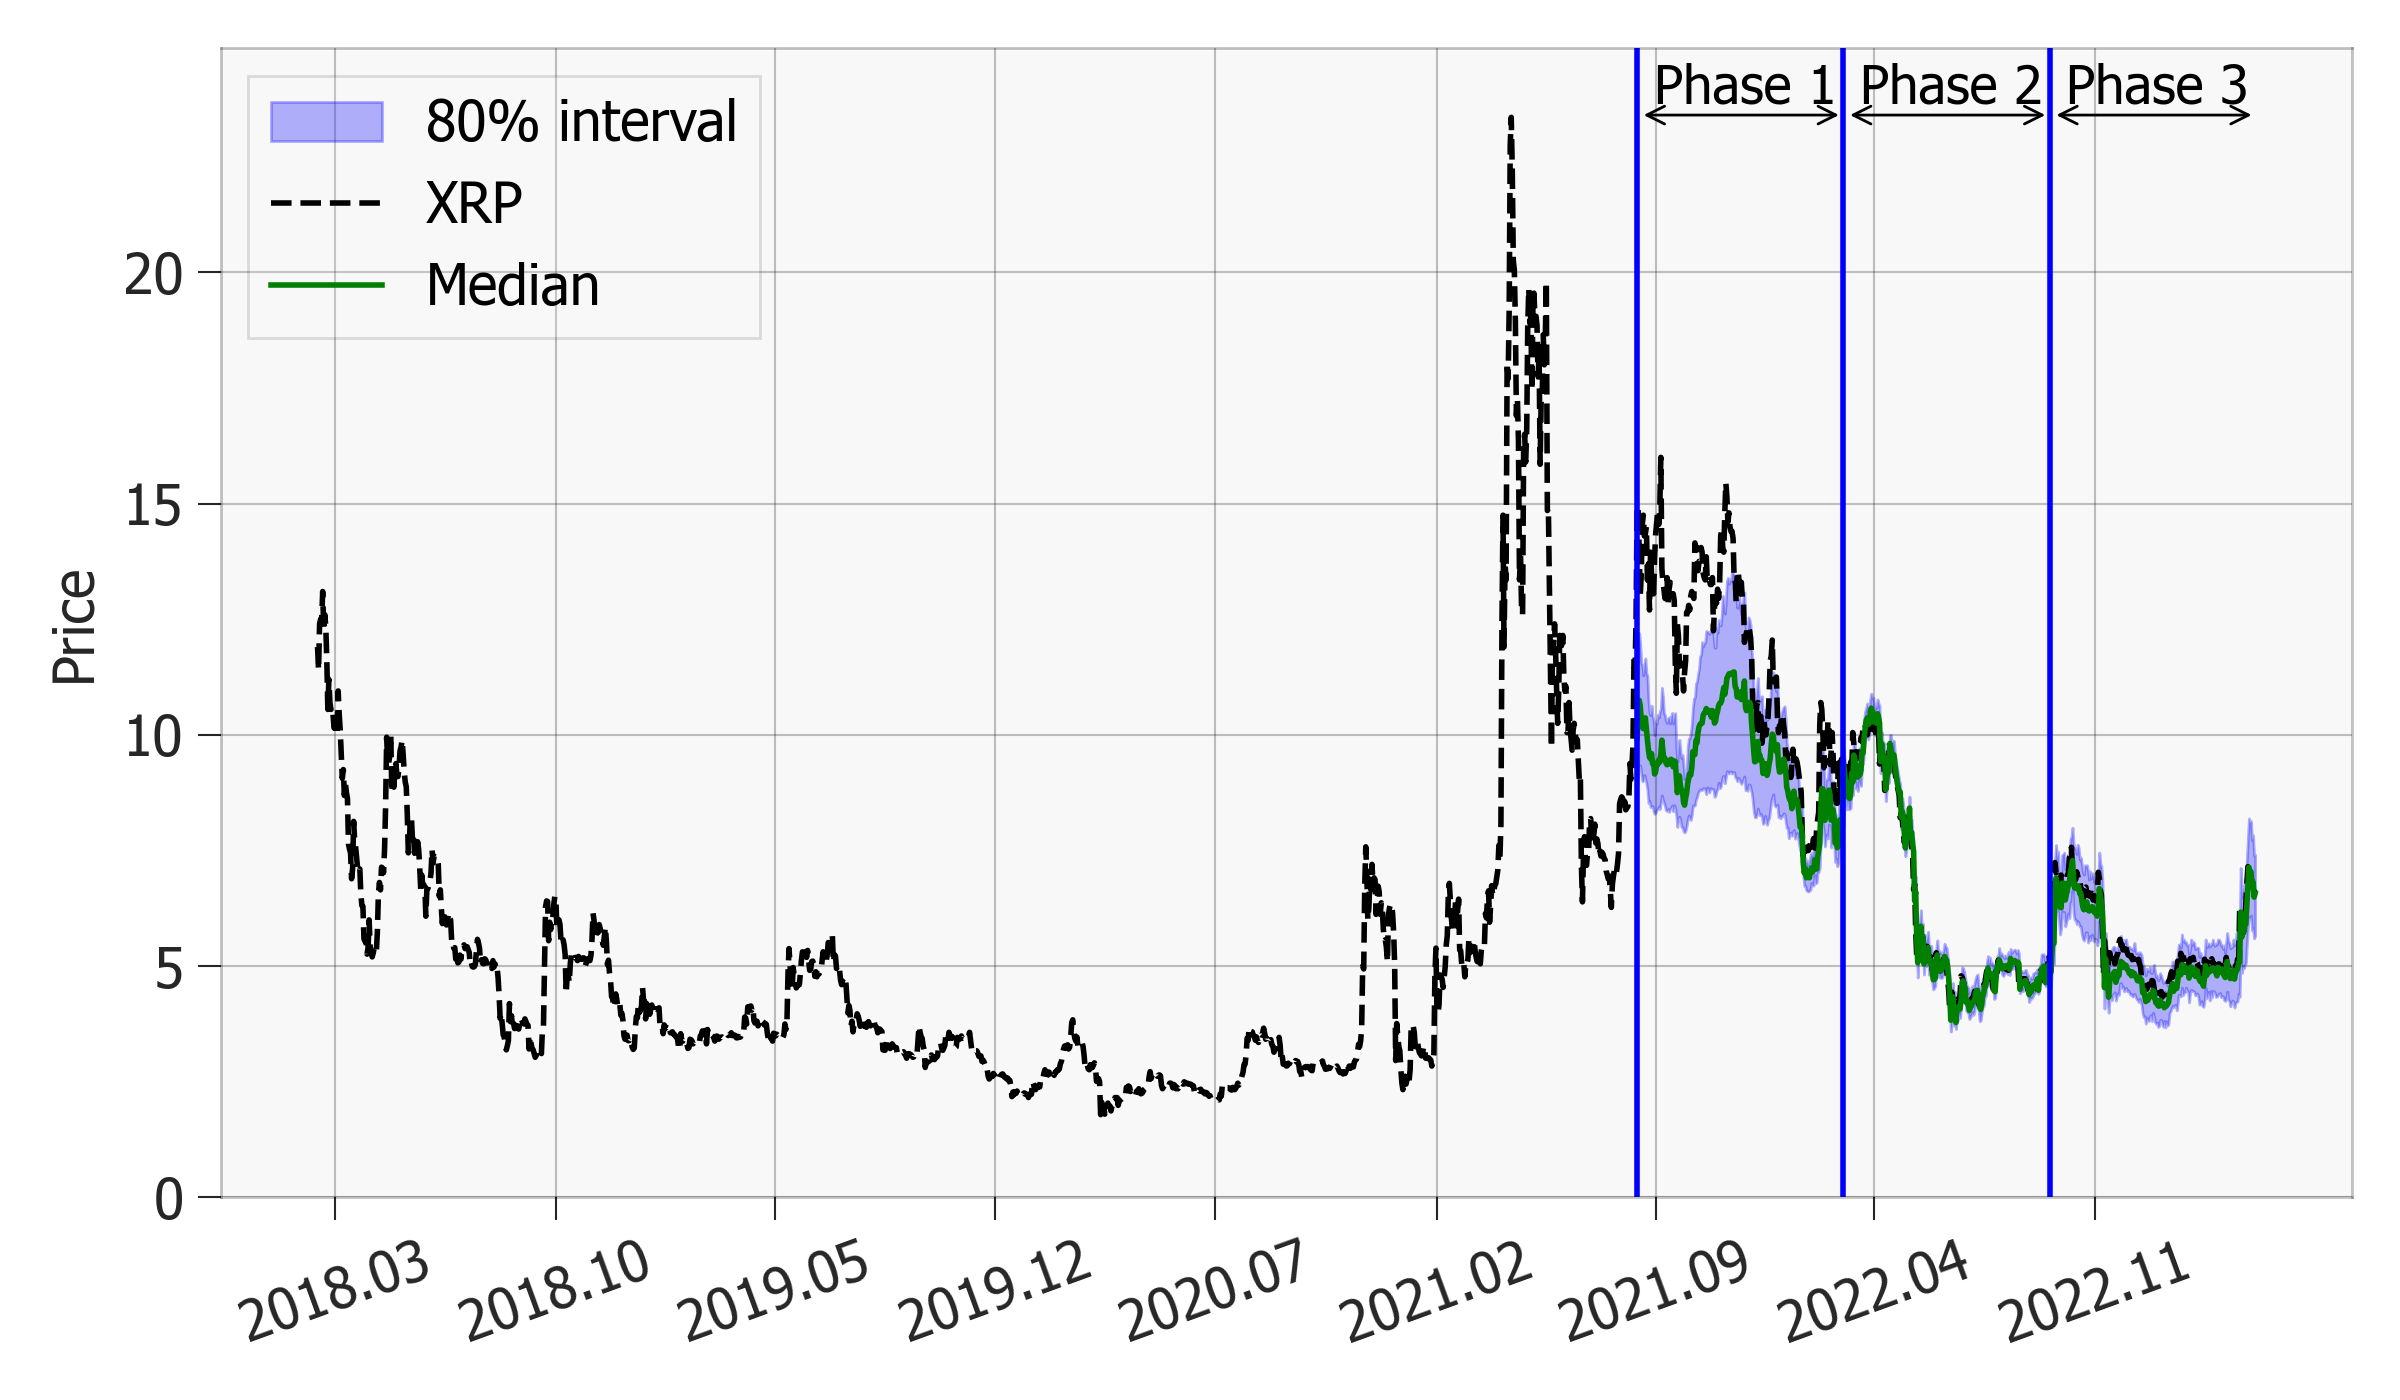 Phase 1
Phase 2
Phase 3
80% interval
XRP
Median
Price
20
15
10
5
0
2018.03
2018.10
2019.05
2019.12
2020.07
2021.02
2021.09
2022.04
2022.11